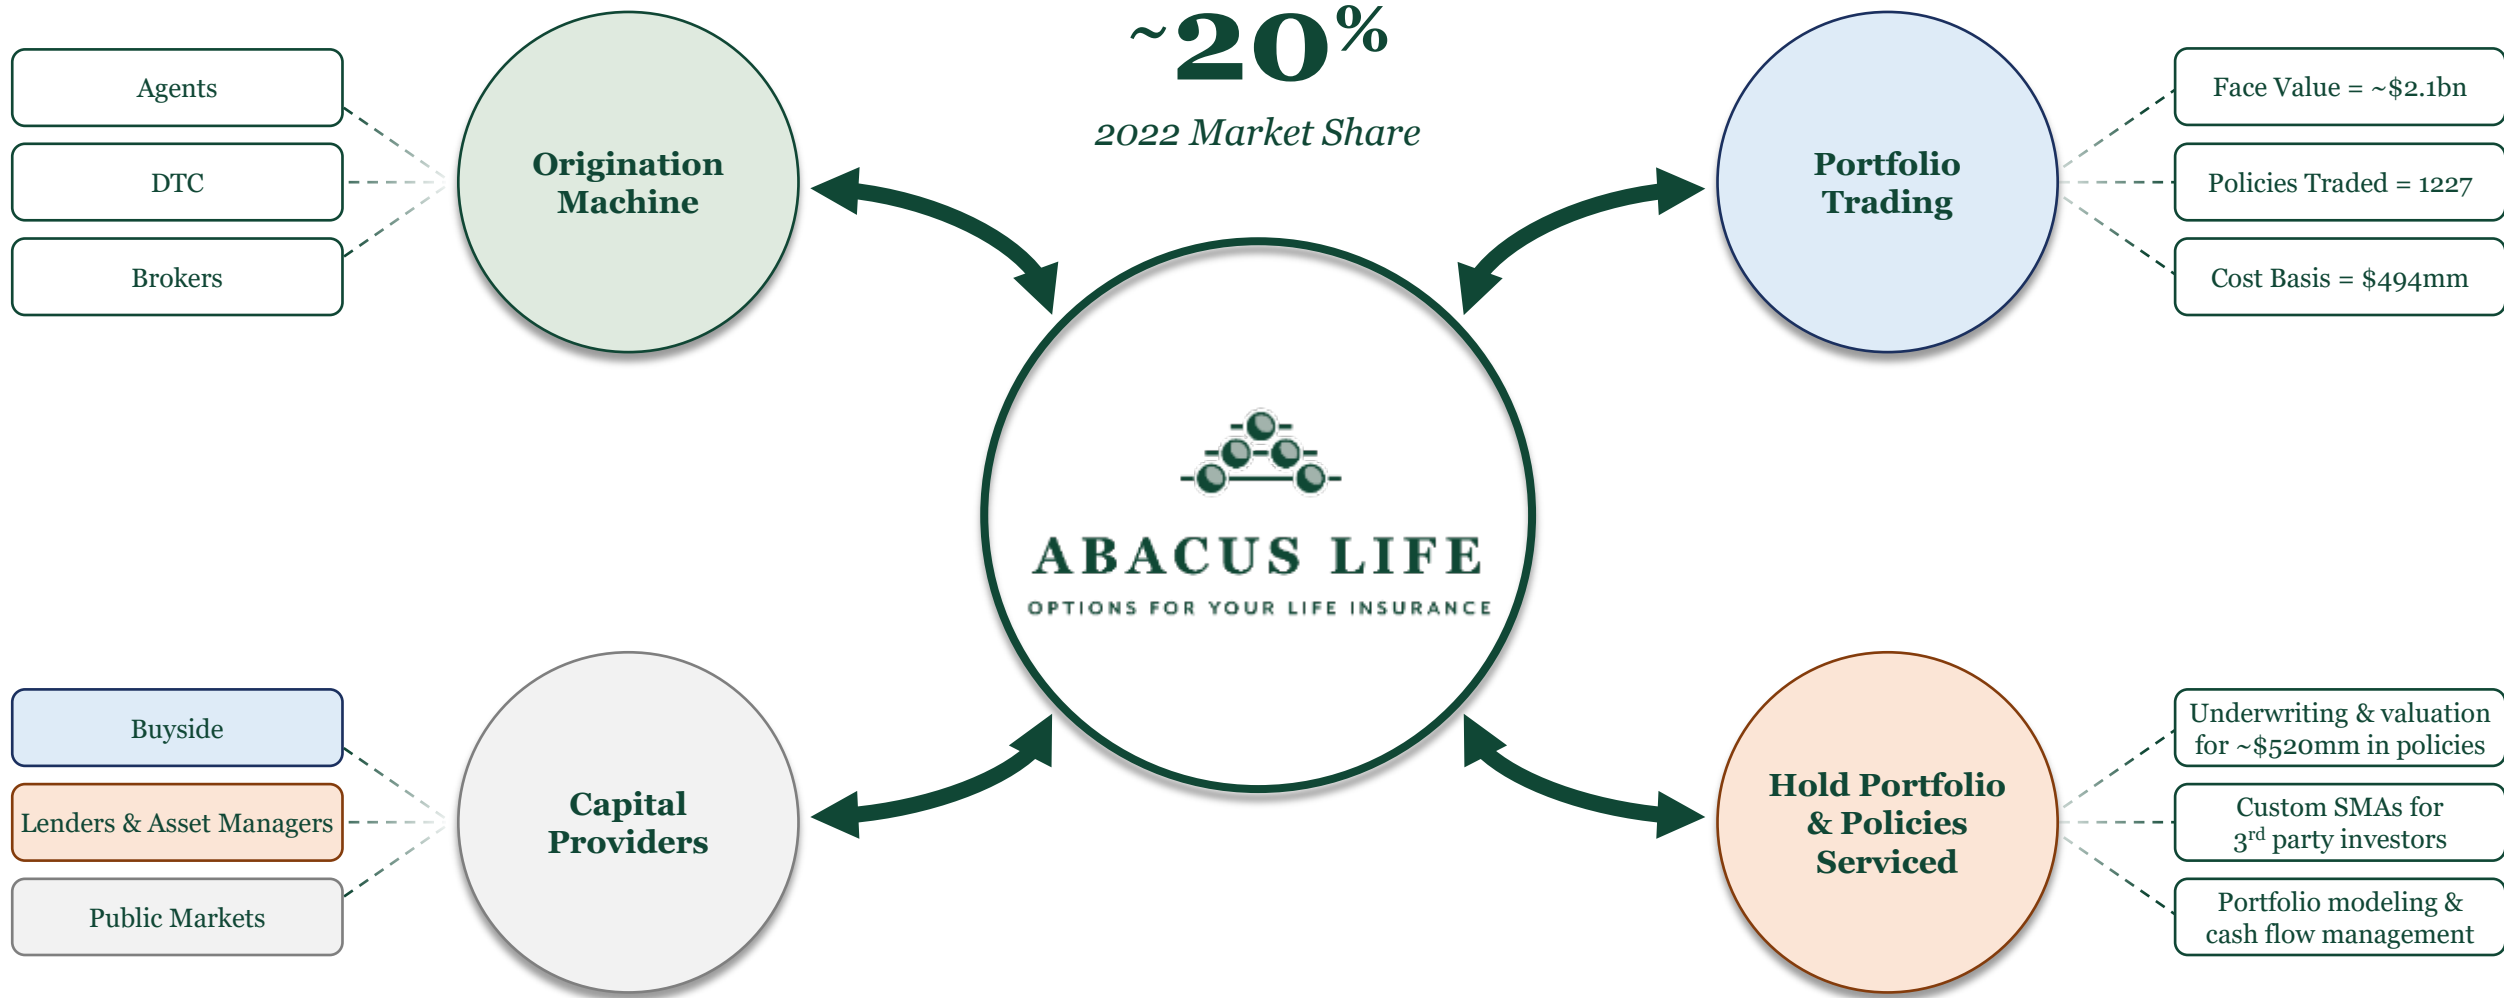 ~20%
2022 Market Share
Agents
DTC
Brokers
Origination
Machine
Portfolio
Trading
Face Value = ~$2.1bn
Policies Traded = 1227
Cost Basis = $494mm
ABACUS LIFE
OPTIONS FOR YOUR LIFE INSURANCE
Buyside
Lenders & Asset Managers
Public Markets
Capital
Providers
Hold Portfolio
& Policies
Serviced
Underwriting & valuation
for ~$520mm in policies
Custom SMAs for
3rd party investors
Portfolio modeling &
cash flow management